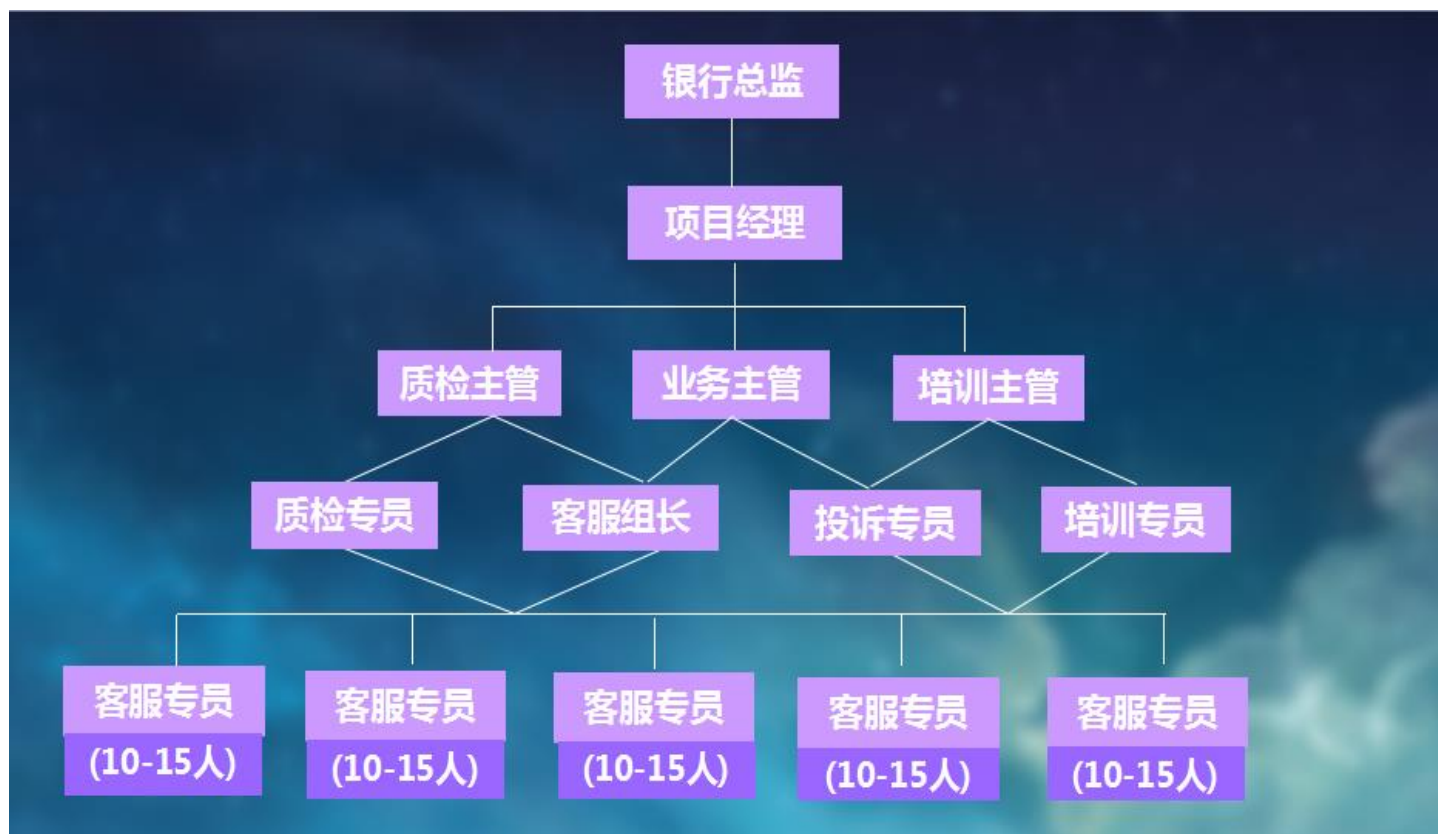 银行总监
项目经理
质检主管
业务主管
培训主管
质检专员
客服组长
投诉专员
培训专员
客服专员
(10-15人)
客服专员
(10-15人)
客服专员
(10-15人)
客服专员
(10-15人)
客服专员
(10-15人)